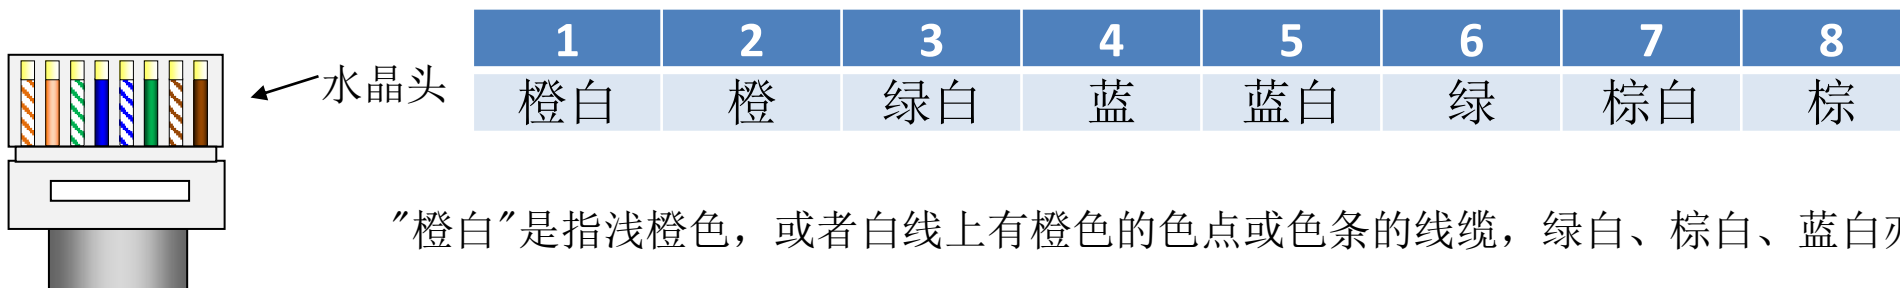 1 2 3 4 5 6 7 8
水晶头 橙白 橙 绿白 蓝 蓝白 绿 棕白 棕
"橙白"是指浅橙色，或者白线上有橙色的色点或色条的线缆，绿白、棕白、蓝白